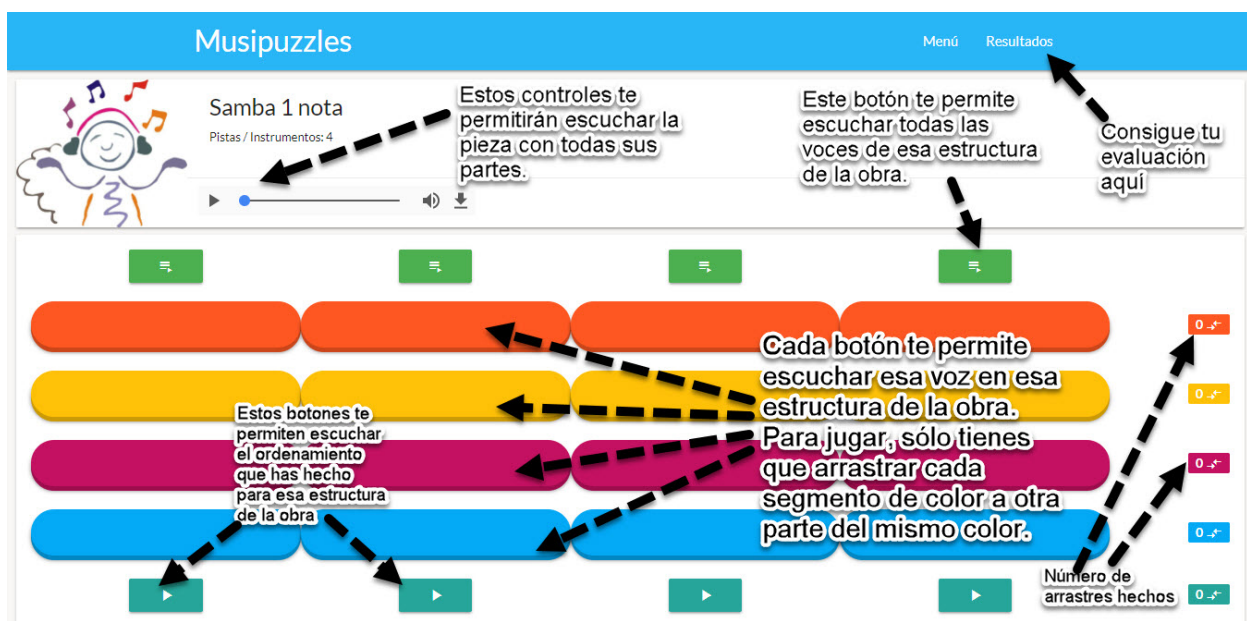 Musipuzzles
Menú Resultados
Samba 1 nota
Pistas / Instrumentos: 4
Estos controles te
permitirán escuchar la
pieza con todas sus
partes.
Este botón te permite
escuchar todas las
voces de esa estructura
de la obra.
Consigue tu
evaluación
aquí
Cada botón te permite
escuchar esa voz en esa
estructura de la obra.
Para jugar, sólo tienes
que arrastrar cada
segmento de color a otra
parte del mismo color.
Estos botones te
permiten escuchar
el ordenamiento
que has hecho
para esa estructura
de la obra
0
0
0
0
Número de
arrastres hechos
0